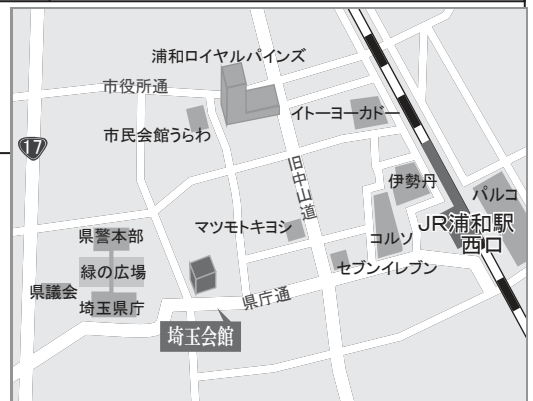 浦和ロイヤルパインズ
市役所通
イトーヨーカドー
市民会館うらわ
17
旧中山道
伊勢丹
パルコ
マツモトキヨシ
JR浦和駅
西口
県警本部
コルソ
緑の広場
セブンイレブン
県議会
埼玉県庁
県庁通
埼玉会館